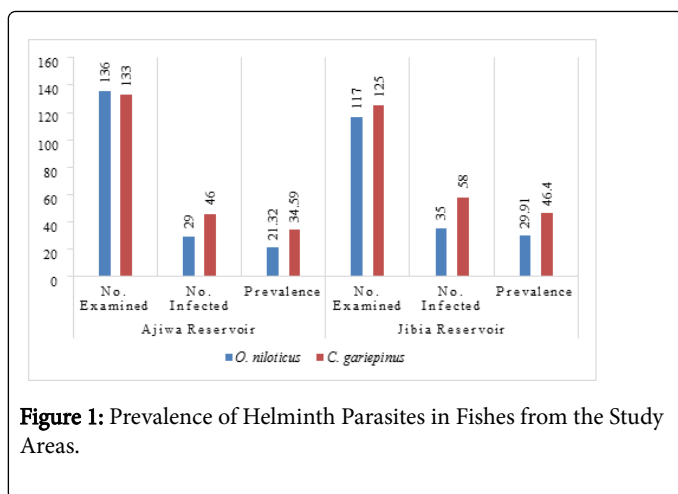 160
140
120
100
80
60
40
20
0
136
133
29
46
21.32
34.59
117
125
35
58
29.91
46.4
No. Examined
No. Infected
Prevalence
No. Examined
No. Infected
Prevalence
Ajiwa Reservoir
Jibia Reservoir
O. niloticus
C. gariepinus
Figure 1: Prevalence of Helminth Parasites in Fishes from the Study
Areas.